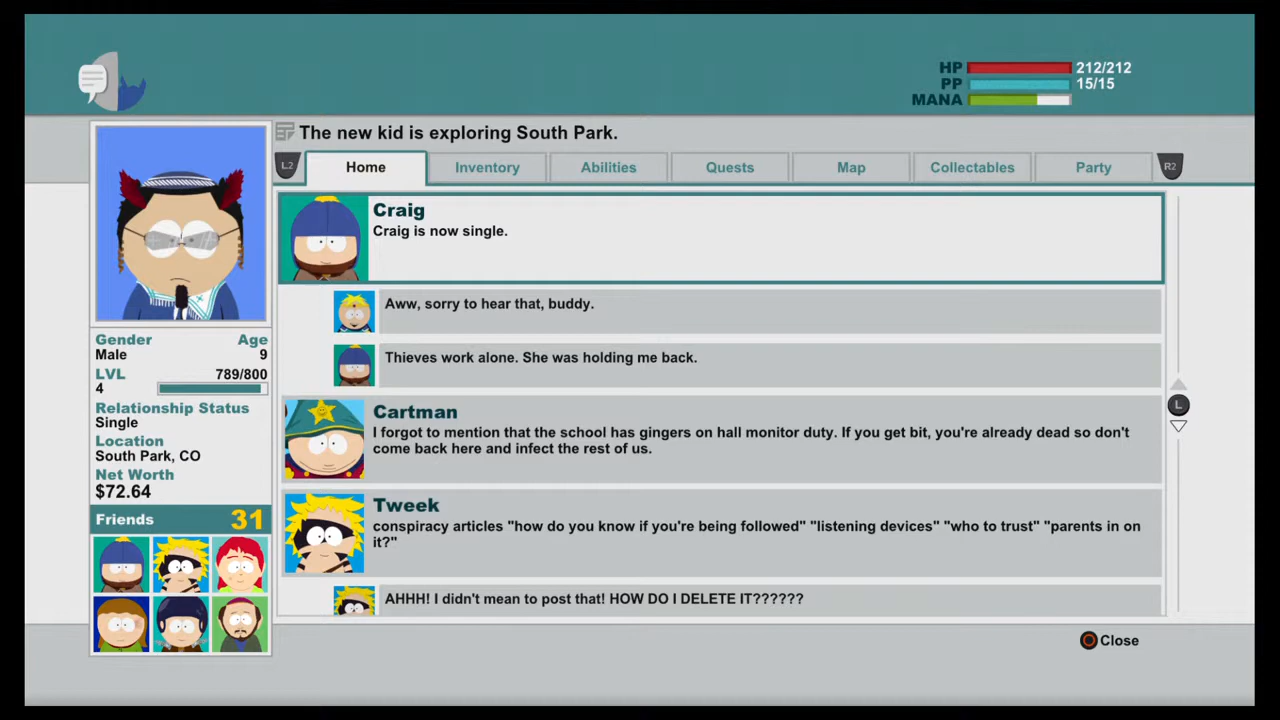 HP 212/212
PP 15/15
MANA
The new kid is exploring South Park.
L2 Home Inventory Abilities Quests Map Collectables Party R2
Gender Age
Male 9
LVL 789/800
4
Relationship Status
Single
Location
South Park, CO
Net Worth
$72.64
Friends 31
Craig
Craig is now single.
Aww, sorry to hear that, buddy.
Thieves work alone. She was holding me back.
Cartman
I forgot to mention that the school has gingers on hall monitor duty. If you get bit, you're already dead so don't
come back here and infect the rest of us.
Tweek
conspiracy articles "how do you know if you're being followed" "listening devices" "who to trust" "parents in on
it?"
AHHH! I didn't mean to post that! HOW DO I DELETE IT??????
L
Close